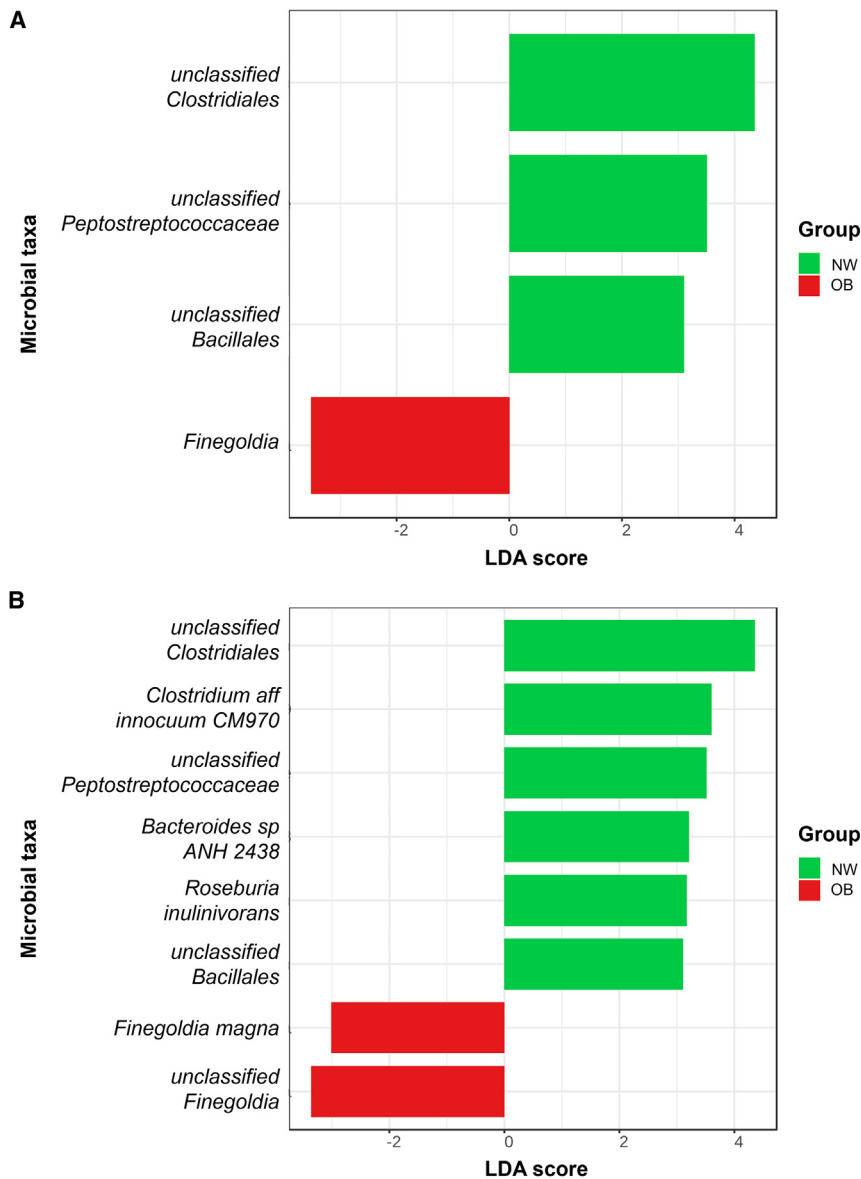 A
unclassified
Clostridiales
unclassified
Peptostreptococcaceae
unclassified
Bacillales
Finegoldia
Microbial taxa
-2
0
2
4
LDA score
Group
NW
OB
B
unclassified
Clostridiales
Clostridium aff
innocuum CM970
unclassified
Peptostreptococcaceae
Bacteroides sp
ANH 2438
Roseburia
inulinivorans
unclassified
Bacillales
Finegoldia magna
unclassified
Finegoldia
Microbial taxa
-2
0
2
4
LDA score
Group
NW
OB